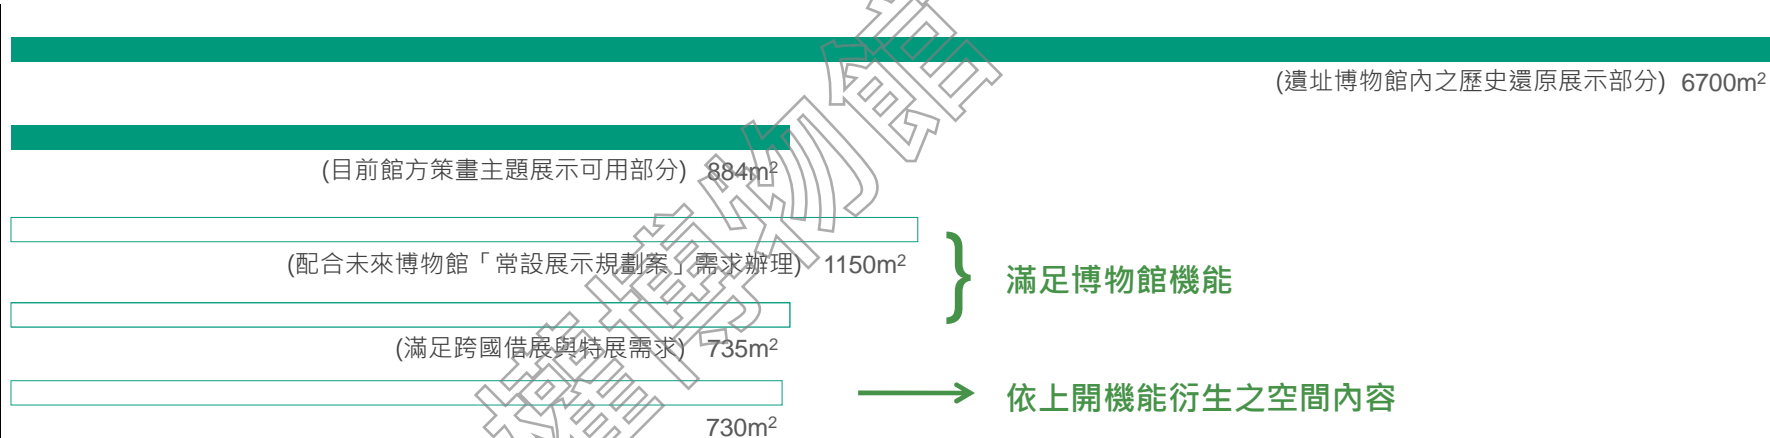 (遺址博物館內之歷史還原展示部分) 6700m²
(目前館方策畫主題展示可用部分) 884m²
(配合未來博物館「常設展示規劃案」需求辦理) 1150m²
滿足博物館機能
(滿足跨國借展與特展需求) 735m²
依上開機能衍生之空間內容
730m²
權博物館